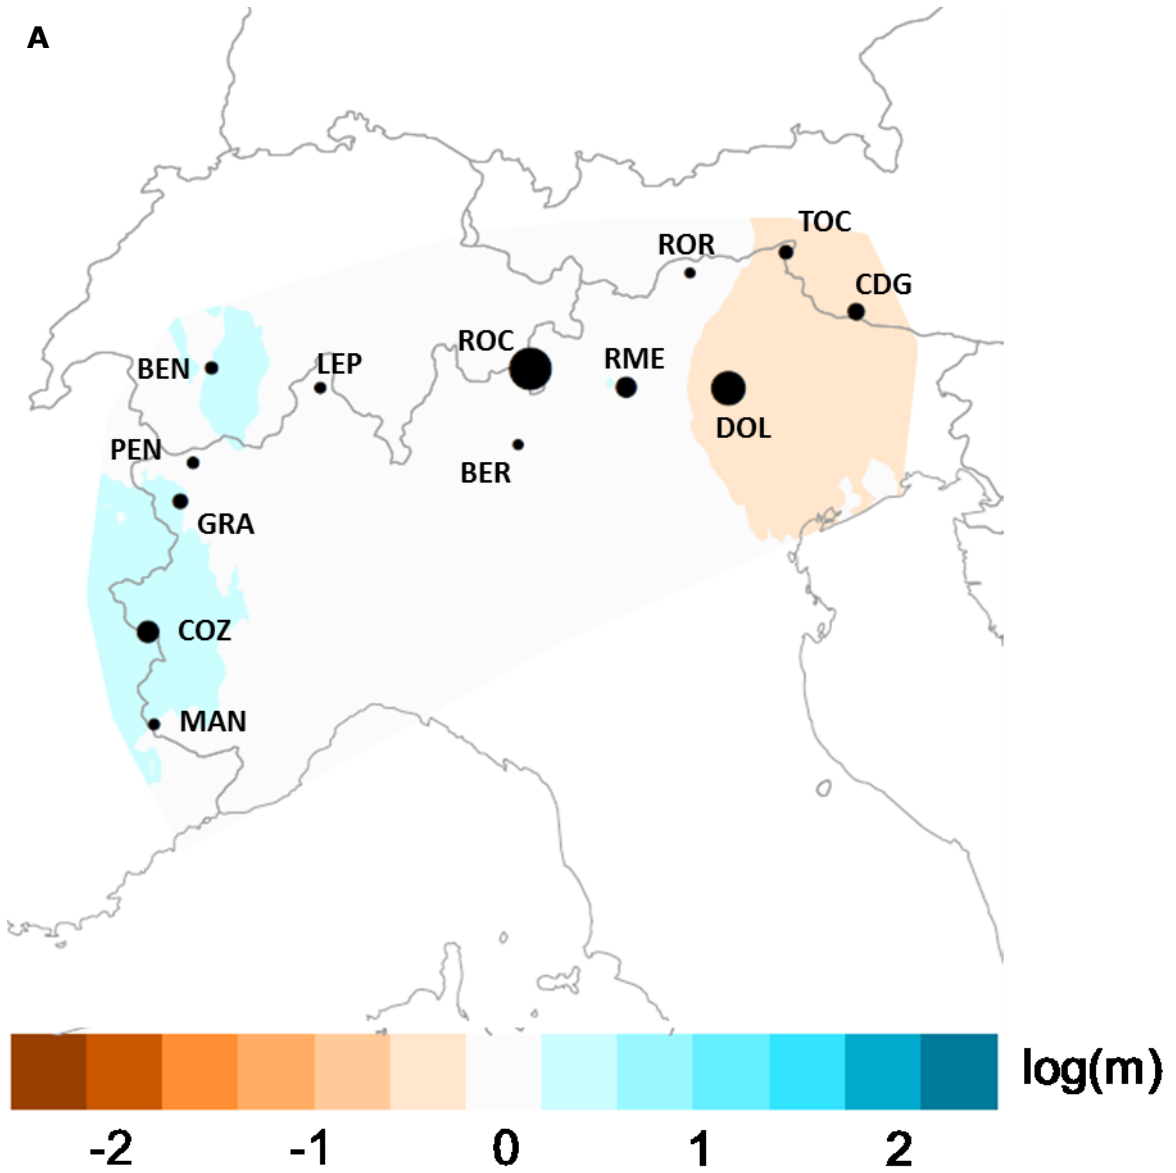 A
TOC
ROR
CDG
ROC
RME
LEP
BEN
DOL
PEN
BER
GRA
COZ
MAN
log(m)
-2 -1 0 1 2